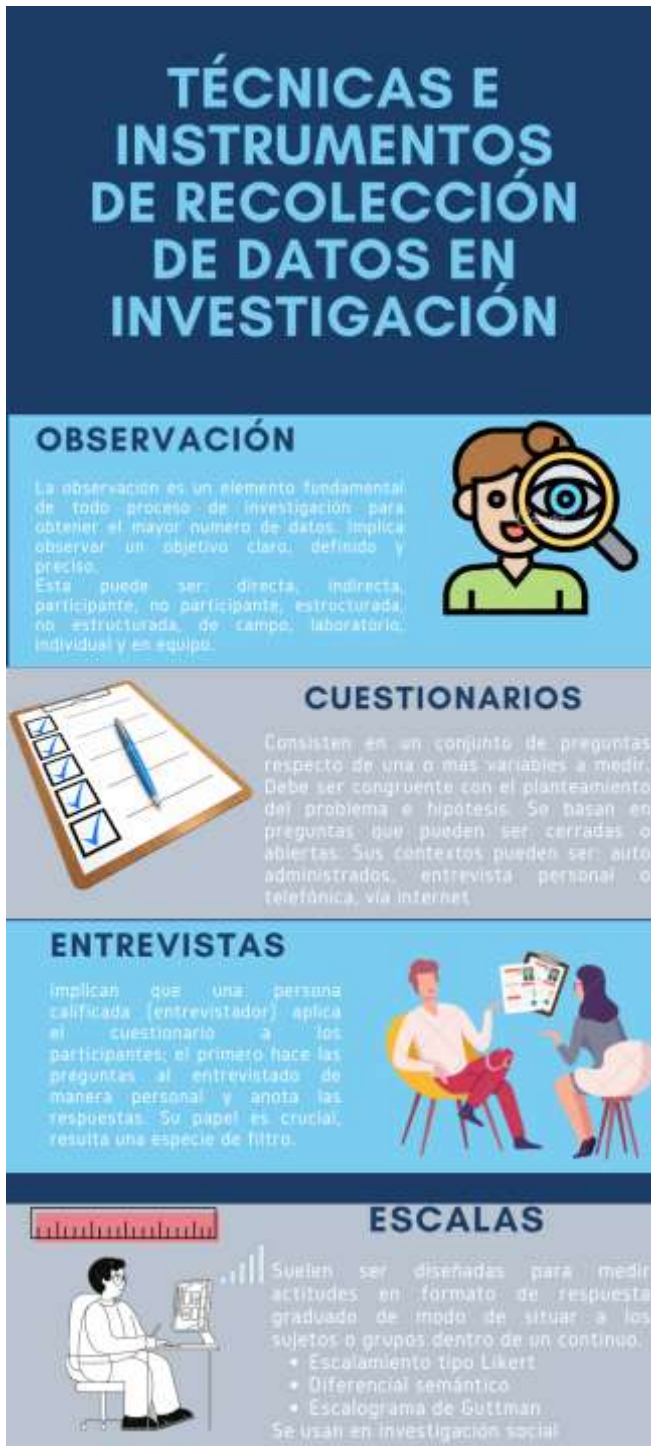 TÉCNICAS E
INSTRUMENTOS
DE RECOLECCIÓN
DE DATOS EN
INVESTIGACIÓN
OBSERVACIÓN
La observación es un elemento fundamental
de todo proceso de investigación para
obtener el mayor numero de datos. Implica
observar un objetivo claro, definido y
preciso.
Esta puede ser: directa, indirecta,
participante, no participante, estructurada,
no estructurada, de campo, laboratorio,
individual y en equipo.
CUESTIONARIOS
Consisten en un conjunto de preguntas
respecto de una o mas variables a medir.
Debe ser congruente con el planteamiento
del problema e hipótesis. Se basan en
preguntas que pueden ser cerradas o
abiertas. Sus contextos pueden ser: auto
administrados, entrevista personal o
telefónica, vía internet
ENTREVISTAS
Implican que una persona
calificada (entrevistador) aplica
el cuestionario a los
participantes; el primero hace las
preguntas al entrevistado de
manera personal y anota las
respuestas. Su papel es crucial,
resulta una especie de filtro.
ESCALAS
Suelen ser diseñadas para medir
actitudes en formato de respuesta
graduado de modo de situar a los
sujetos o grupos dentro de un continuo.
• Escalamiento tipo Likert
• Diferencial semántico
• Escalograma de Guttman
Se usan en investigación social